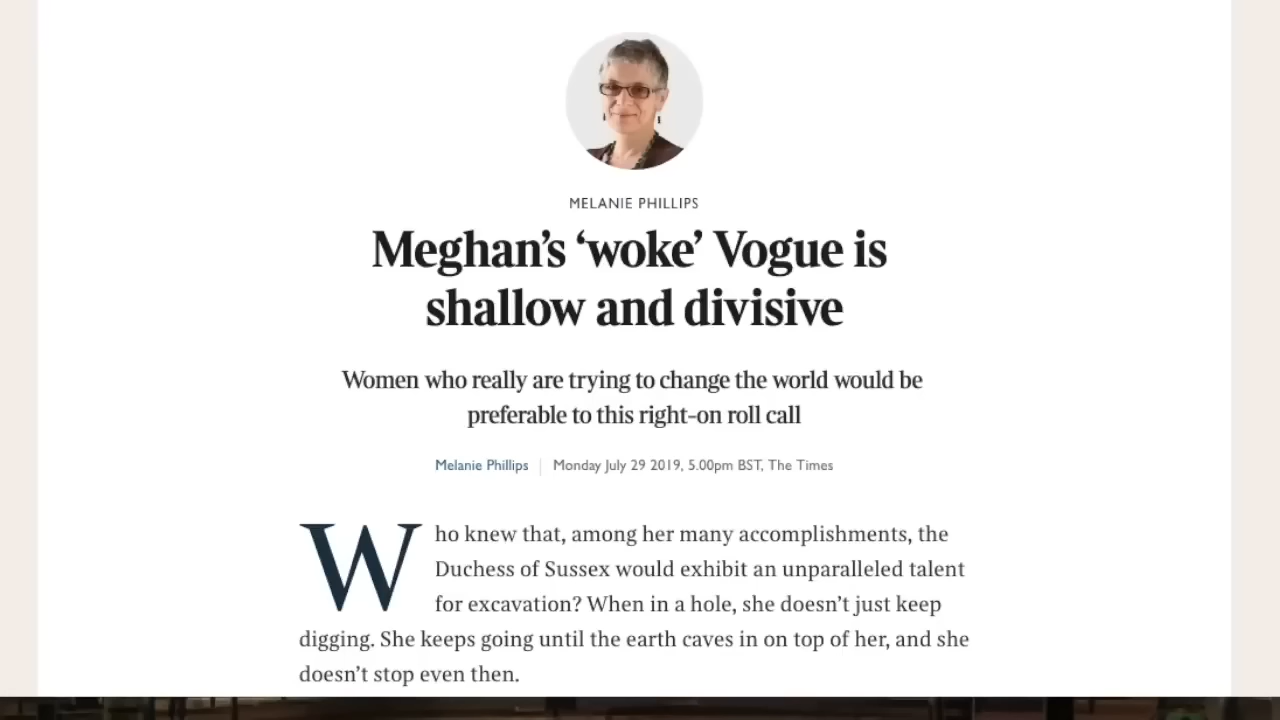 MELANIE PHILLIPS
Meghan’s ‘woke’ Vogue is
shallow and divisive
Women who really are trying to change the world would be
preferable to this right-on roll call
Melanie Phillips | Monday July 29 2019, 5.00pm BST, The Times
Who knew that, among her many accomplishments, the
Duchess of Sussex would exhibit an unparalleled talent
for excavation? When in a hole, she doesn’t just keep
digging. She keeps going until the earth caves in on top of her, and she
doesn’t stop even then.